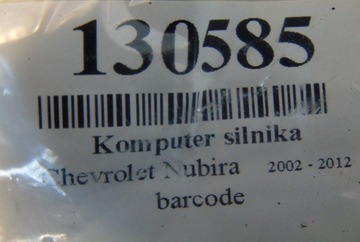 130585
Komputer silnika
Chevrolet Nubira 2002 - 2012
barcode